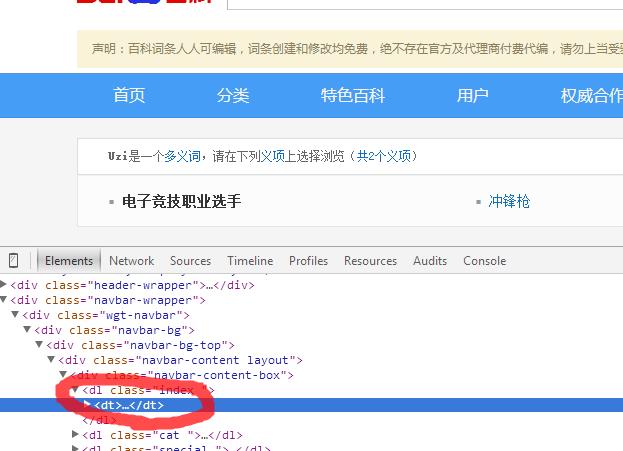 声明：百科词条人人可编辑，词条创建和修改均免费，绝不存在官方及代理商付费代编，请勿上当受
首页 分类 特色百科 用户 权威合作
Uzi是一个多义词，请在下列义项上选择浏览（共2个义项）
▪ 电子竞技职业选手 ▪ 冲锋枪
Elements Network Sources Timeline Profiles Resources Audits Console
<div class="header-wrapper">…</div>
<div class="navbar-wrapper">
<div class="wgt-navbar">
<div class="navbar-bg">
<div class="navbar-bg-top">
<div class="navbar-content layout">
<div class="navbar-content-box">
<dl class="index ">
<dt>…</dt>
</dl>
<dl class="cat ">…</dl>
<dl class="special ">…</dl>